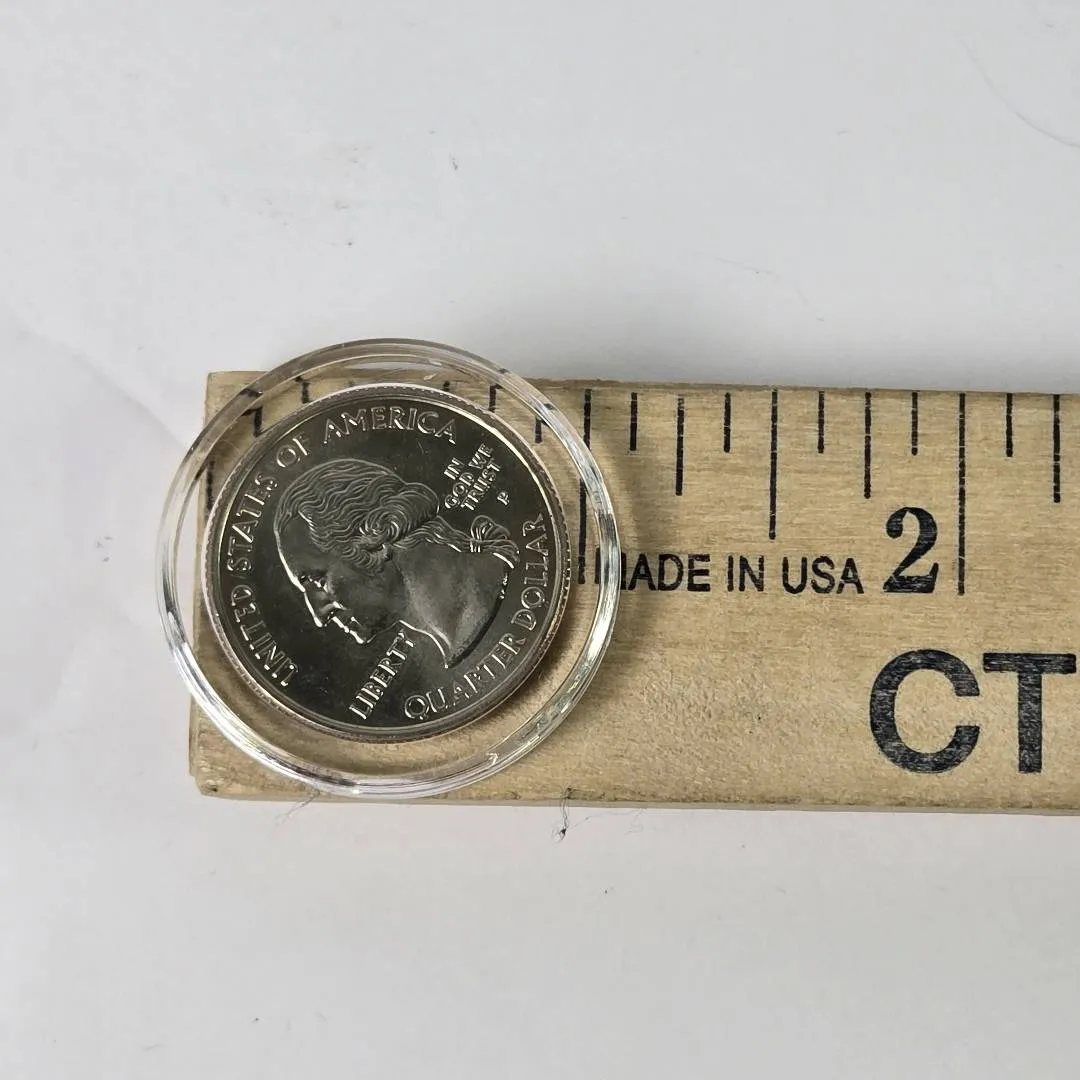 UNITED STATES OF AMERICA
IN
GOD WE
TRUST
P
LIBERTY
QUARTER DOLLAR
MADE IN USA
2
CT